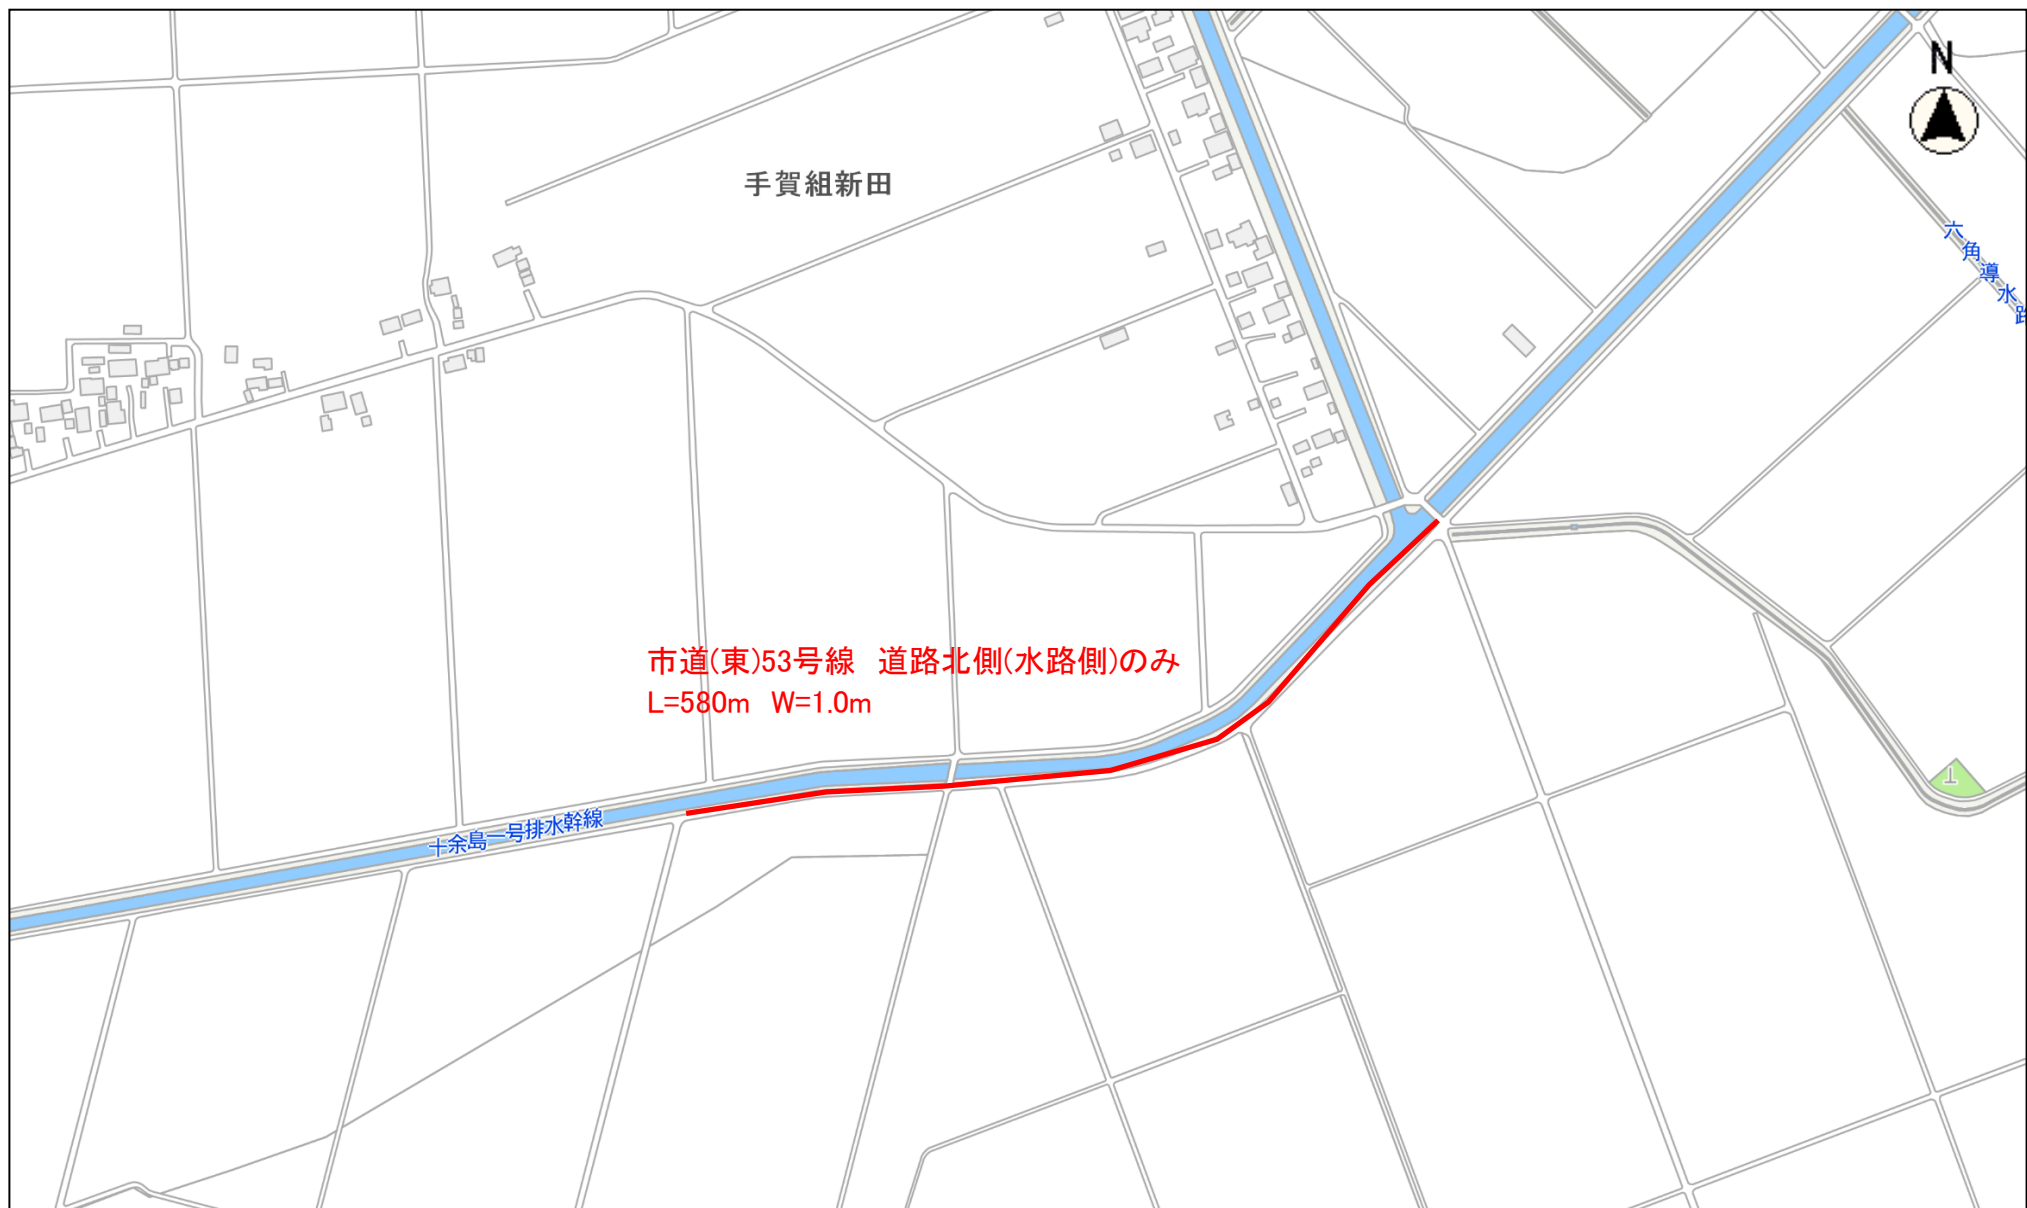 N
手賀組新田
六角導水路
市道(東)53号線　道路北側(水路側)のみ
L=580m　W=1.0m
十余島一号排水幹線